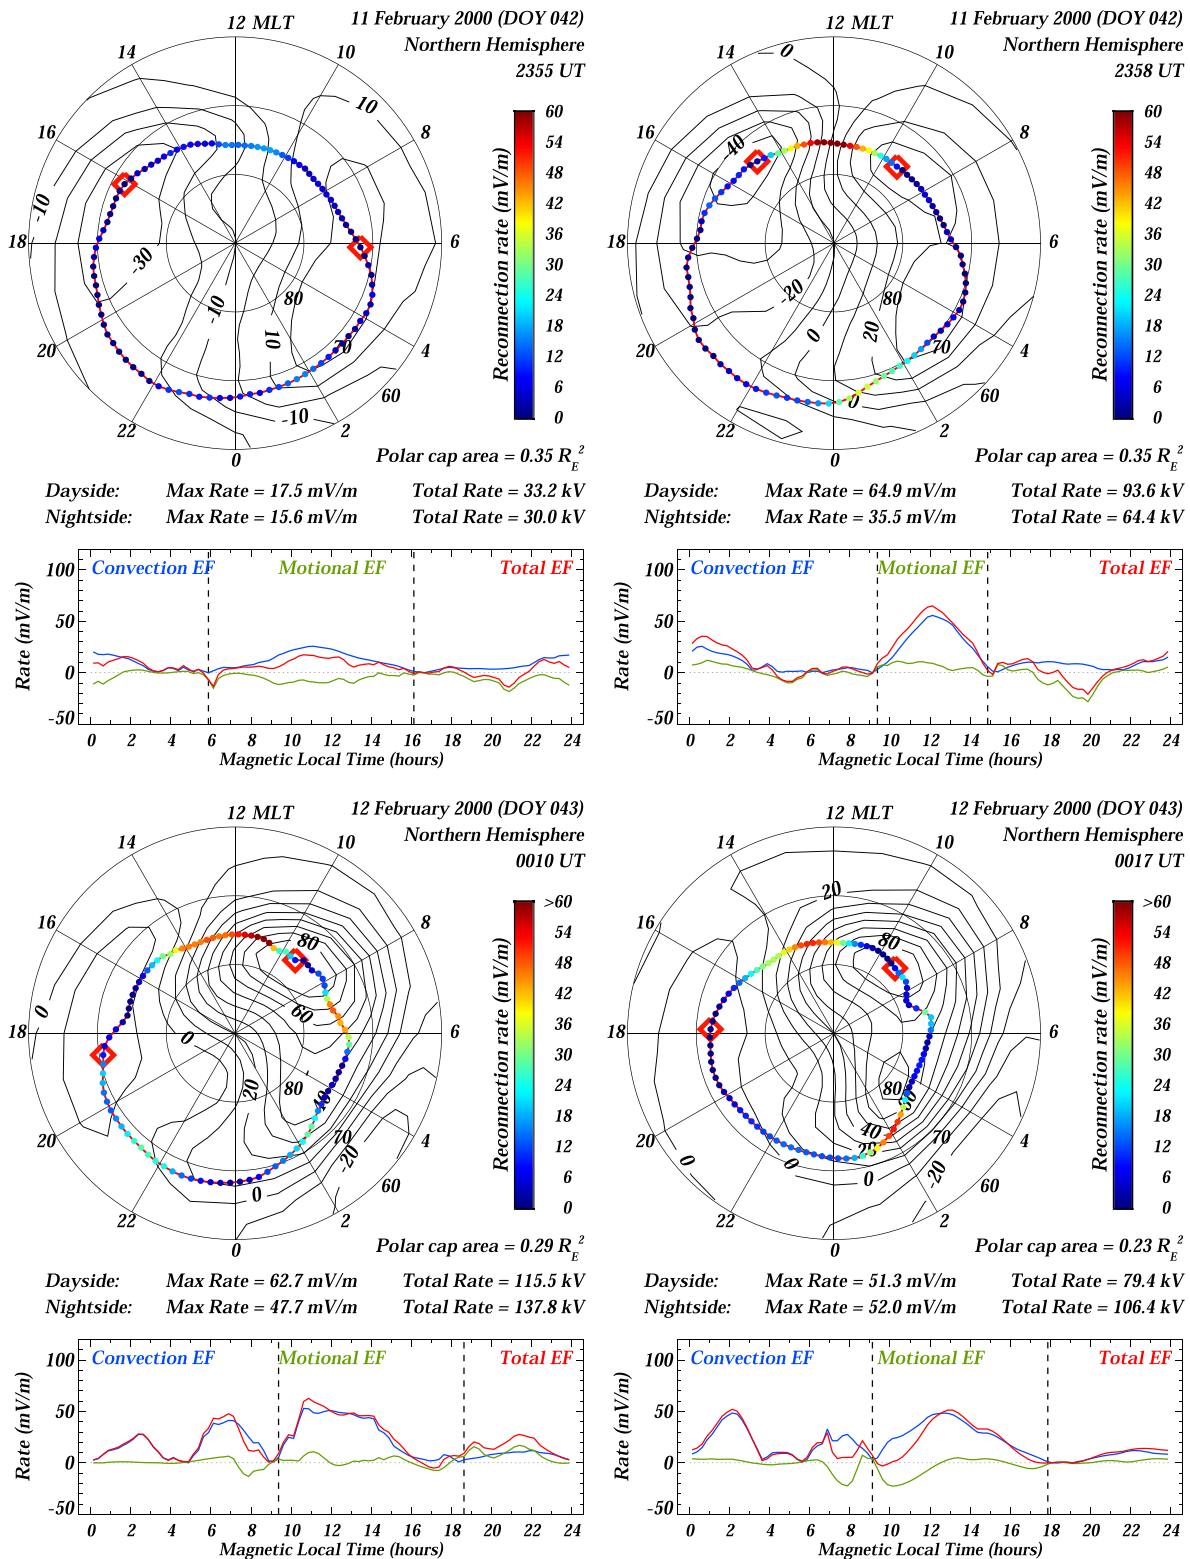 11 February 2000 (DOY 042)
Northern Hemisphere
2355 UT
12 MLT
14
10
16
8
18
6
20
4
22
2
0
10
-10
-30
-10
10
-10
80
70
60
Reconnection rate (mV/m)
60
54
48
42
36
30
24
18
12
6
0
Polar cap area = 0.35 R_E^2
Dayside: Max Rate = 17.5 mV/m Total Rate = 33.2 kV
Nightside: Max Rate = 15.6 mV/m Total Rate = 30.0 kV
Convection EF Motional EF Total EF
Rate (mV/m)
100
50
0
-50
0 2 4 6 8 10 12 14 16 18 20 22 24
Magnetic Local Time (hours)
11 February 2000 (DOY 042)
Northern Hemisphere
2358 UT
12 MLT
14
10
16
8
18
6
20
4
22
2
0
0
40
-20
0
20
0
80
70
60
Reconnection rate (mV/m)
60
54
48
42
36
30
24
18
12
6
0
Polar cap area = 0.35 R_E^2
Dayside: Max Rate = 64.9 mV/m Total Rate = 93.6 kV
Nightside: Max Rate = 35.5 mV/m Total Rate = 64.4 kV
Convection EF Motional EF Total EF
Rate (mV/m)
100
50
0
-50
0 2 4 6 8 10 12 14 16 18 20 22 24
Magnetic Local Time (hours)
12 February 2000 (DOY 043)
Northern Hemisphere
0010 UT
12 MLT
14
10
16
8
18
6
20
4
22
2
0
80
60
0
0
20
40
-20
0
80
70
60
Reconnection rate (mV/m)
>60
54
48
42
36
30
24
18
12
6
0
Polar cap area = 0.29 R_E^2
Dayside: Max Rate = 62.7 mV/m Total Rate = 115.5 kV
Nightside: Max Rate = 47.7 mV/m Total Rate = 137.8 kV
Convection EF Motional EF Total EF
Rate (mV/m)
100
50
0
-50
0 2 4 6 8 10 12 14 16 18 20 22 24
Magnetic Local Time (hours)
12 February 2000 (DOY 043)
Northern Hemisphere
0017 UT
12 MLT
14
10
16
8
18
6
20
4
22
2
0
20
80
40
0
0
0
-20
80
70
60
Reconnection rate (mV/m)
>60
54
48
42
36
30
24
18
12
6
0
Polar cap area = 0.23 R_E^2
Dayside: Max Rate = 51.3 mV/m Total Rate = 79.4 kV
Nightside: Max Rate = 52.0 mV/m Total Rate = 106.4 kV
Convection EF Motional EF Total EF
Rate (mV/m)
100
50
0
-50
0 2 4 6 8 10 12 14 16 18 20 22 24
Magnetic Local Time (hours)